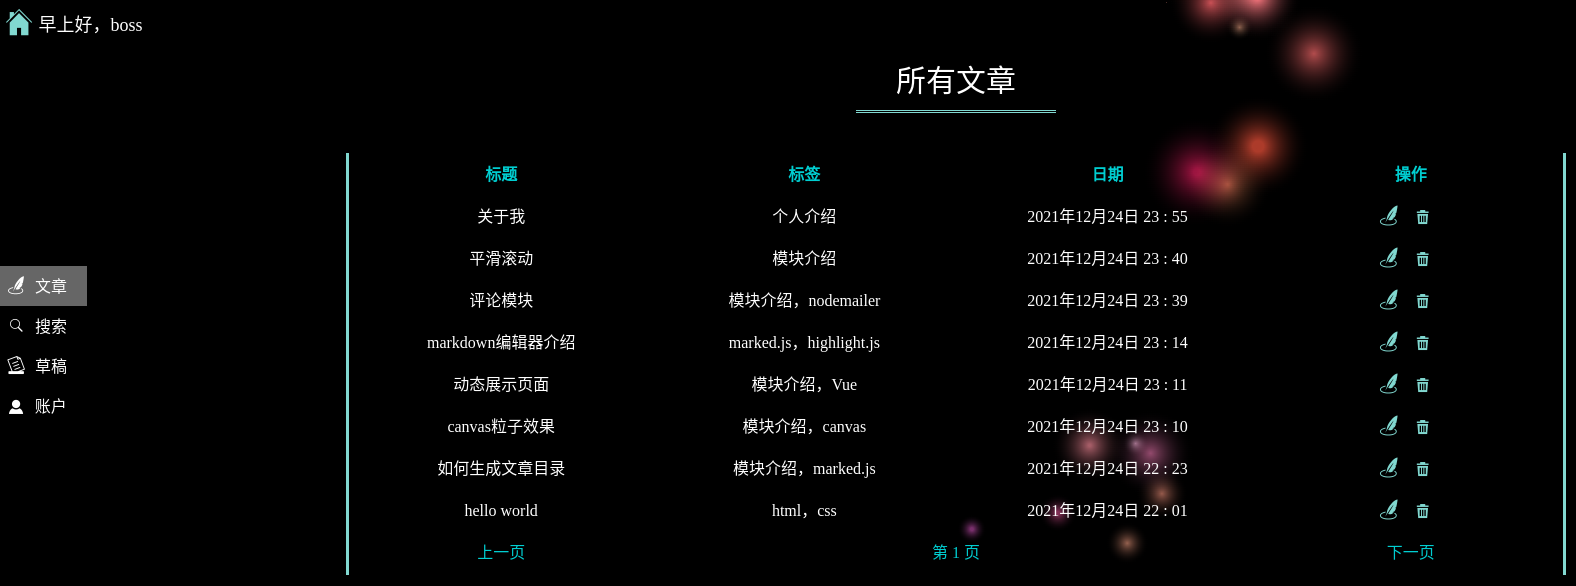 早上好，boss
所有文章
标题 标签 日期 操作
关于我 个人介绍 2021年12月24日 23 : 55
平滑滚动 模块介绍 2021年12月24日 23 : 40
文章
评论模块 模块介绍，nodemailer 2021年12月24日 23 : 39
搜索
markdown编辑器介绍 marked.js，highlight.js 2021年12月24日 23 : 14
草稿
动态展示页面 模块介绍，Vue 2021年12月24日 23 : 11
账户
canvas粒子效果 模块介绍，canvas 2021年12月24日 23 : 10
如何生成文章目录 模块介绍，marked.js 2021年12月24日 22 : 23
hello world html，css 2021年12月24日 22 : 01
上一页 第 1 页 下一页